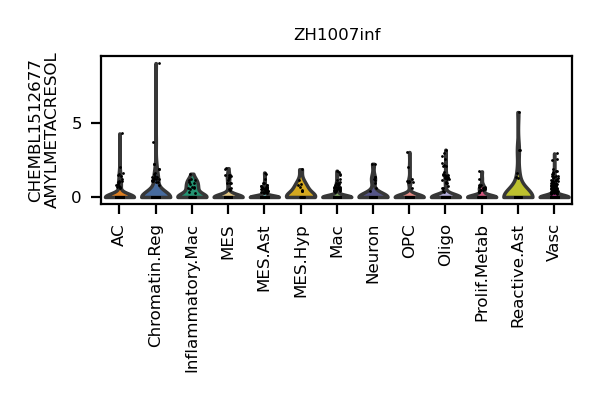 ZH1007inf
CHEMBL1512677
AMYLMETACRESOL
5
0
AC
Chromatin.Reg
Inflammatory.Mac
MES
MES.Ast
MES.Hyp
Mac
Neuron
OPC
Oligo
Prolif.Metab
Reactive.Ast
Vasc